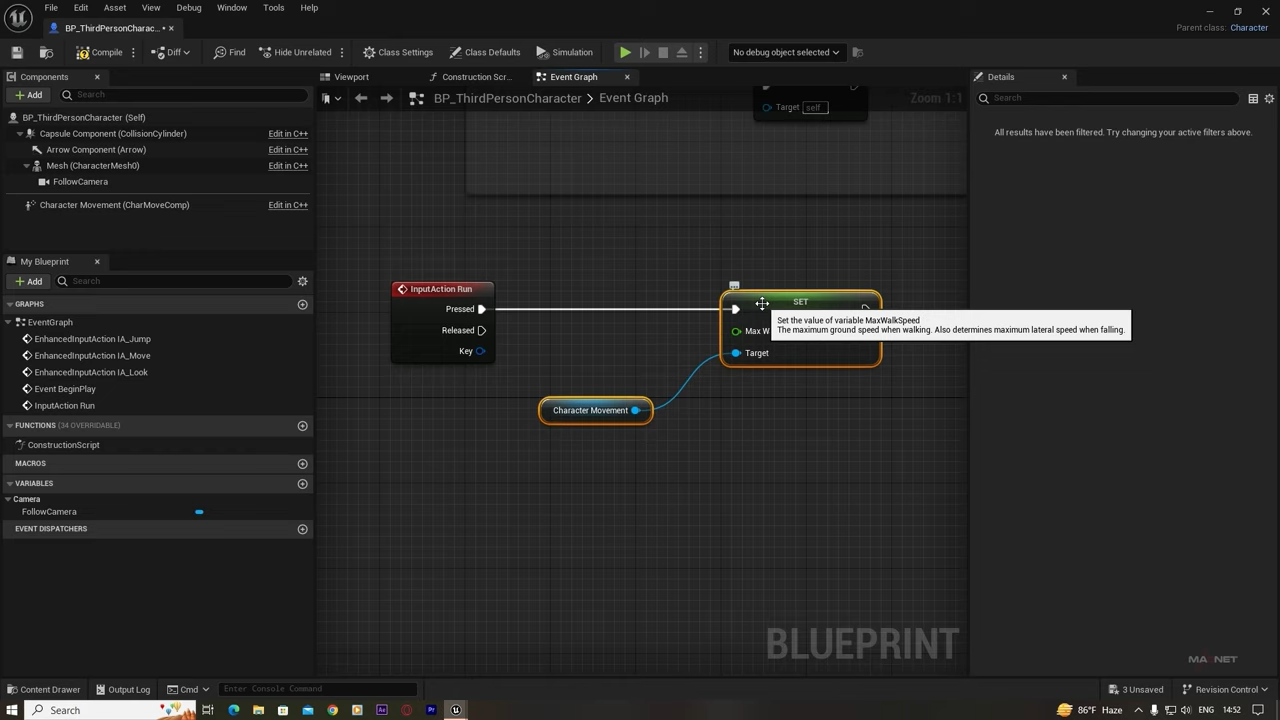 File Edit Asset View Debug Window Tools Help
BP_ThirdPersonCharac...
Parent class: Character
Compile Diff Find Hide Unrelated Class Settings Class Defaults Simulation No debug object selected
Components
Viewport Construction Scr... Event Graph
Details
Add Search
BP_ThirdPersonCharacter > Event Graph
Zoom 1:1
Search
BP_ThirdPersonCharacter (Self)
Target self
Capsule Component (CollisionCylinder) Edit in C++
All results have been filtered. Try changing your active filters above.
Arrow Component (Arrow) Edit in C++
Mesh (CharacterMesh0) Edit in C++
FollowCamera
Character Movement (CharMoveComp) Edit in C++
My Blueprint
Add Search
GRAPHS
EventGraph
EnhancedInputAction IA_Jump
EnhancedInputAction IA_Move
EnhancedInputAction IA_Look
Event BeginPlay
InputAction Run
FUNCTIONS (34 OVERRIDABLE)
ConstructionScript
MACROS
VARIABLES
Camera
FollowCamera
EVENT DISPATCHERS
InputAction Run
Pressed
Released
Key
SET
Max W
Target
Set the value of variable MaxWalkSpeed
The maximum ground speed when walking. Also determines maximum lateral speed when falling.
Character Movement
BLUEPRINT
Content Drawer Output Log Cmd Enter Console Command
3 Unsaved Revision Control
Search
Ae
Pr
86°F Haze ENG 14:52